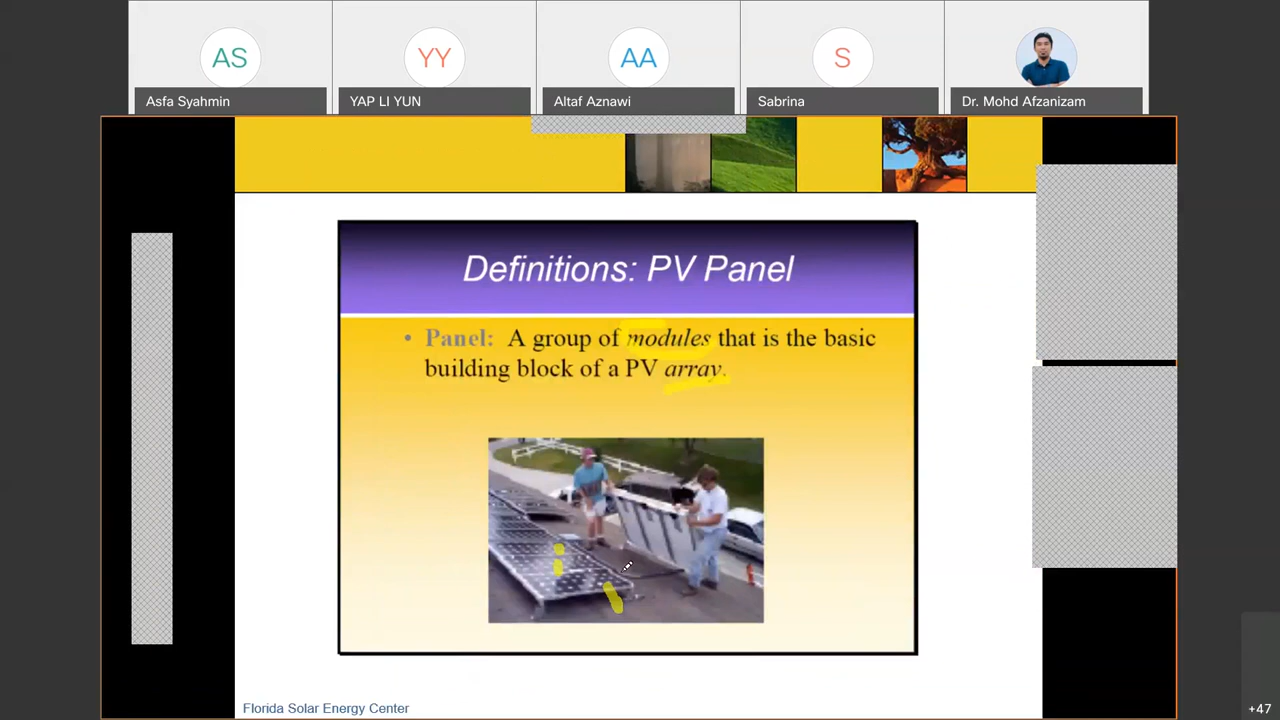 AS
YY
AA
S
Asfa Syahmin
YAP LI YUN
Altaf Aznawi
Sabrina
Dr. Mohd Afzanizam
Definitions: PV Panel
• Panel: A group of modules that is the basic
building block of a PV array.
Florida Solar Energy Center
+47